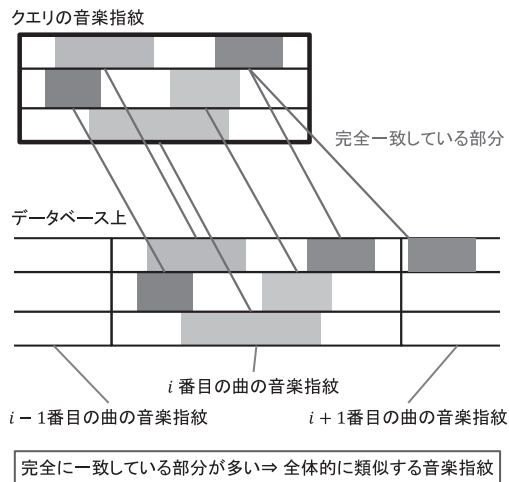 クエリの音楽指紋
完全一致している部分
データベース上
i 番目の曲の音楽指紋
i − 1番目の曲の音楽指紋
i + 1番目の曲の音楽指紋
完全に一致している部分が多い⇒ 全体的に類似する音楽指紋